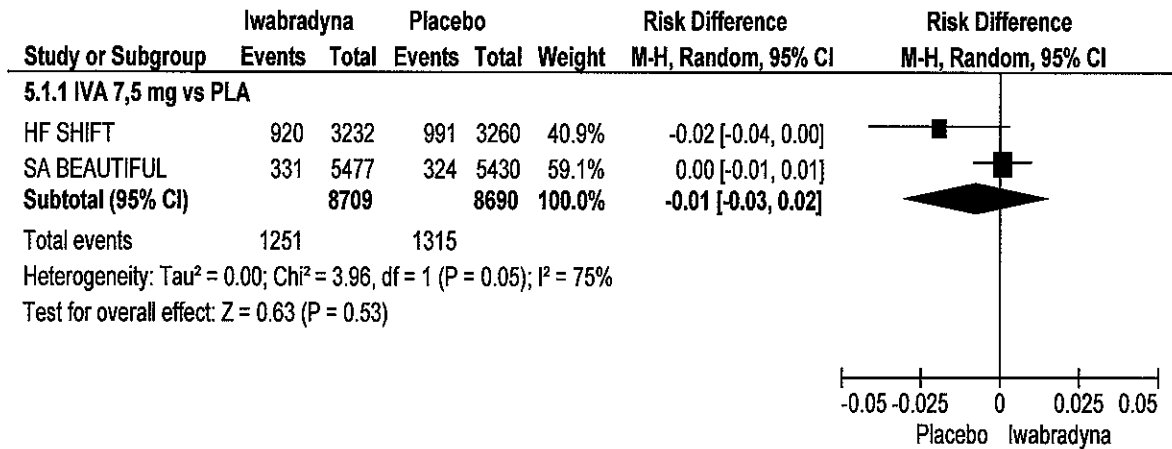 Iwabradyna Placebo Risk Difference Risk Difference
Study or Subgroup Events Total Events Total Weight M-H, Random, 95% CI M-H, Random, 95% CI
5.1.1 IVA 7,5 mg vs PLA
HF SHIFT 920 3232 991 3260 40.9% -0.02 [-0.04, 0.00]
SA BEAUTIFUL 331 5477 324 5430 59.1% 0.00 [-0.01, 0.01]
Subtotal (95% CI) 8709 8690 100.0% -0.01 [-0.03, 0.02]
Total events 1251 1315
Heterogeneity: Tau² = 0.00; Chi² = 3.96, df = 1 (P = 0.05); I² = 75%
Test for overall effect: Z = 0.63 (P = 0.53)
-0.05 -0.025 0 0.025 0.05
Placebo Iwabradyna